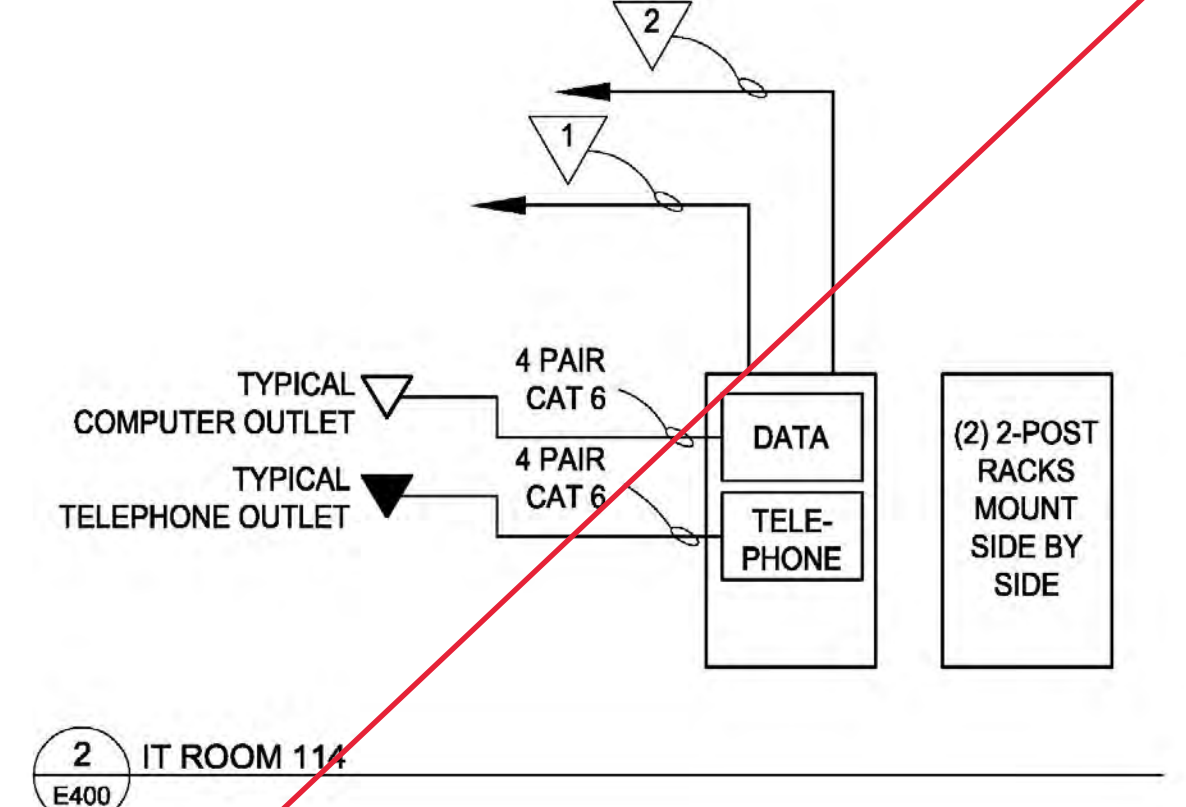 2
1
4 PAIR
CAT 6
TYPICAL
COMPUTER OUTLET
4 PAIR
CAT 6
TYPICAL
TELEPHONE OUTLET
DATA
TELE-
PHONE
(2) 2-POST
RACKS
MOUNT
SIDE BY
SIDE
2
IT ROOM 114
E400